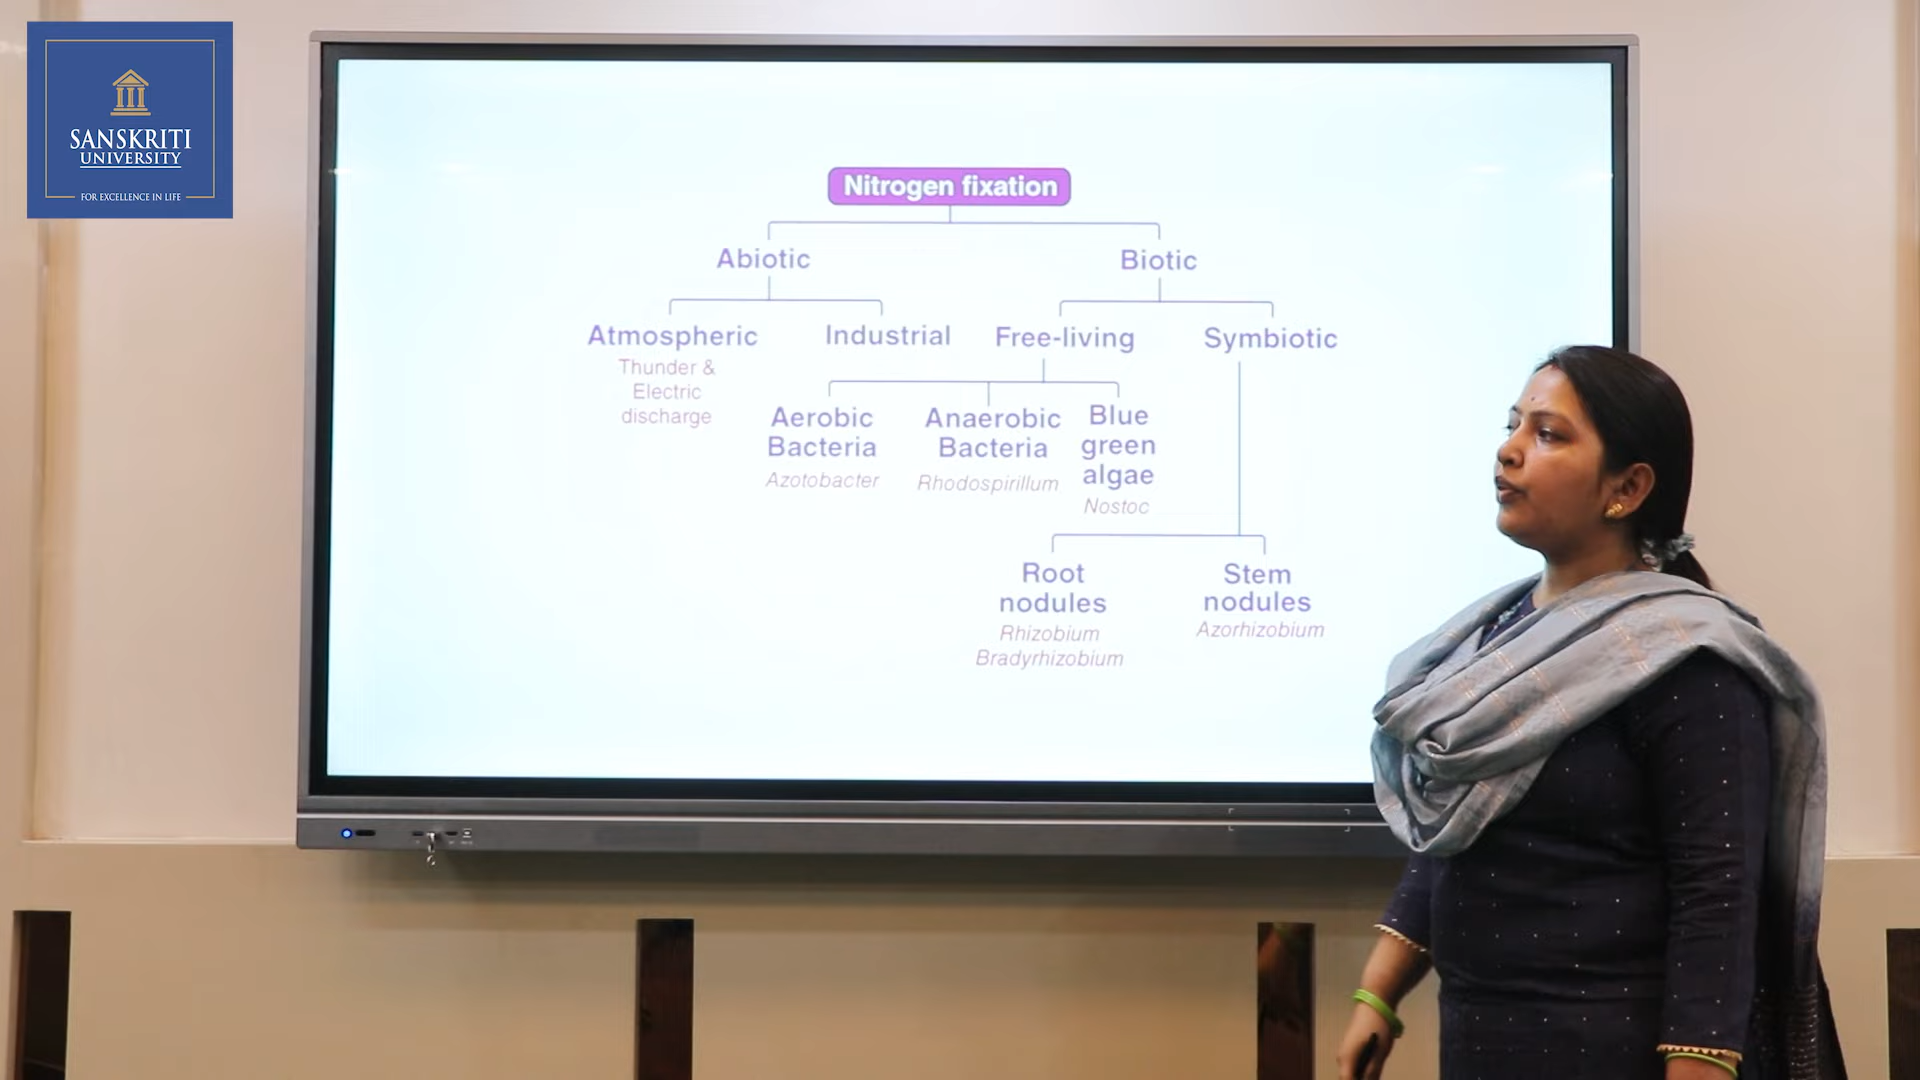 SANSKRITI
UNIVERSITY
FOR EXCELLENCE IN LIFE
Nitrogen fixation
Abiotic
Biotic
Atmospheric
Thunder &
Electric
discharge
Industrial
Free-living
Symbiotic
Aerobic
Bacteria
Azotobacter
Anaerobic
Bacteria
Rhodospirillum
Blue
green
algae
Nostoc
Root
nodules
Rhizobium
Bradyrhizobium
Stem
nodules
Azorhizobium